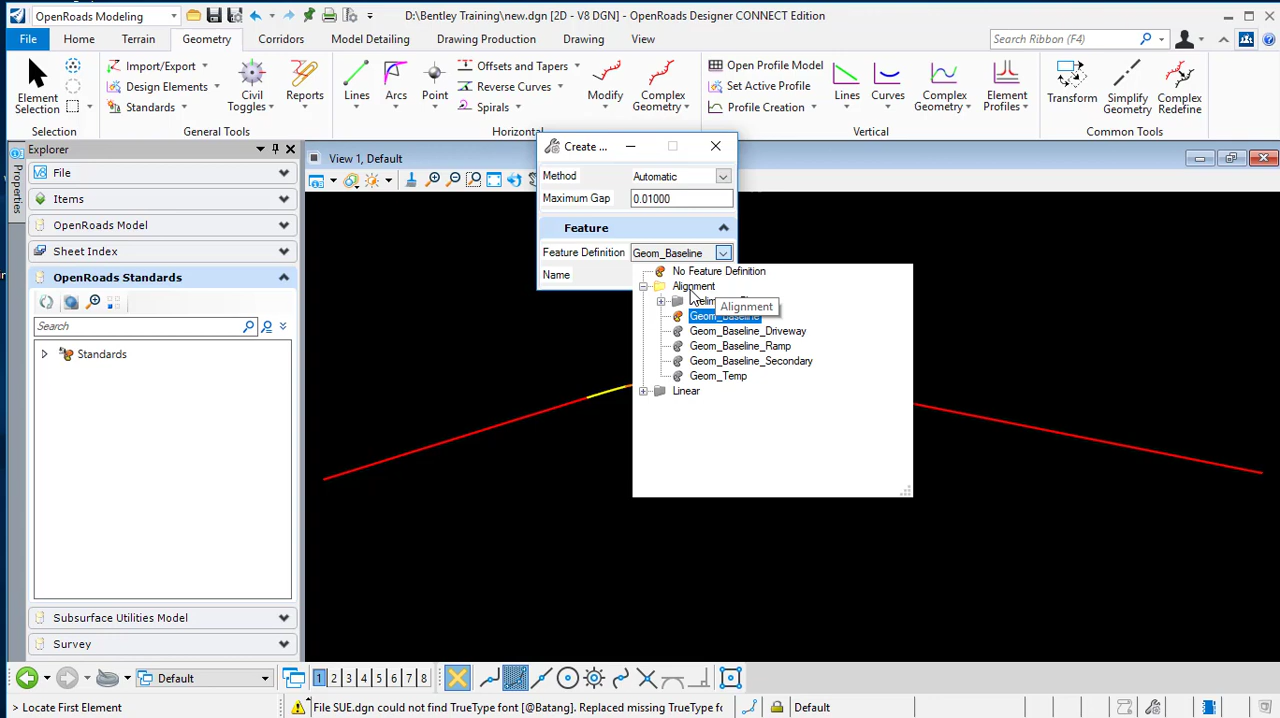 OpenRoads Modeling
D:\Bentley Training\new.dgn [2D - V8 DGN] - OpenRoads Designer CONNECT Edition
File Home Terrain Geometry Corridors Model Detailing Drawing Production Drawing View
Search Ribbon (F4)
Element Selection
Selection
Import/Export
Design Elements
Standards
Civil Toggles
Reports
General Tools
Lines
Arcs
Point
Offsets and Tapers
Reverse Curves
Spirals
Modify
Complex Geometry
Horizontal
Open Profile Model
Set Active Profile
Profile Creation
Lines
Curves
Complex Geometry
Element Profiles
Vertical
Transform
Simplify Geometry
Complex Redefine
Common Tools
Properties
Explorer
File
Items
OpenRoads Model
Sheet Index
OpenRoads Standards
Search
Standards
Subsurface Utilities Model
Survey
View 1, Default
Create ...
Method Automatic
Maximum Gap 0.01000
Feature
Feature Definition Geom_Baseline
Name
No Feature Definition
Alignment
Alignment
Geom_Baseline
Geom_Baseline_Driveway
Geom_Baseline_Ramp
Geom_Baseline_Secondary
Geom_Temp
Linear
Default
1 2 3 4 5 6 7 8
> Locate First Element
File SUE.dgn could not find TrueType font [@Batang]. Replaced missing TrueType fo
Default